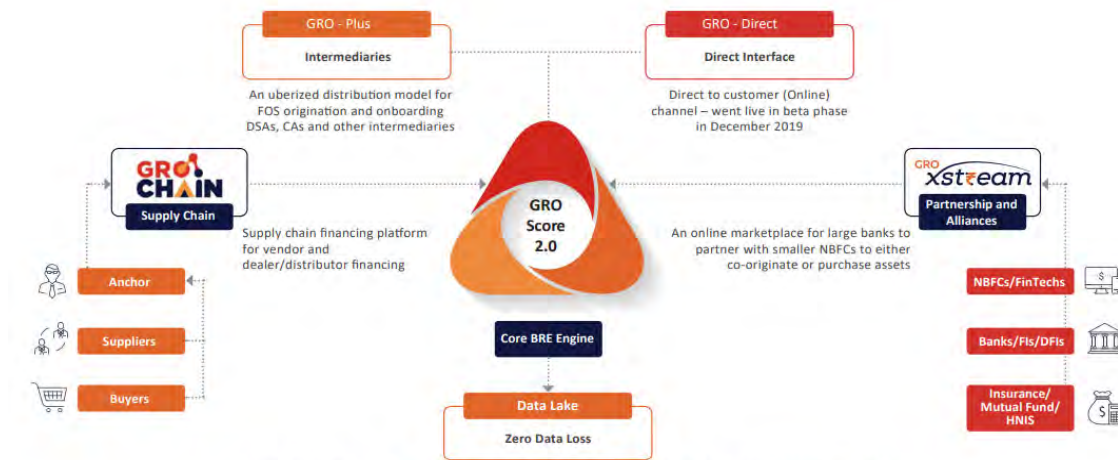 GRO - Plus
Intermediaries
An uberized distribution model for
FOS origination and onboarding
DSAs, CAs and other intermediaries
GRO - Direct
Direct Interface
Direct to customer (Online)
channel – went live in beta phase
in December 2019
GRO
CHAIN
Supply Chain
Supply chain financing platform
for vendor and
dealer/distributor financing
Anchor
Suppliers
Buyers
GRO
Score
2.0
Core BRE Engine
Data Lake
Zero Data Loss
GRO
xstream
Partnership and
Alliances
An online marketplace for large banks to
partner with smaller NBFCs to either
co-originate or purchase assets
NBFCs/FinTechs
$
Banks/FIs/DFIs
Insurance/
Mutual Fund/
HNIS
$